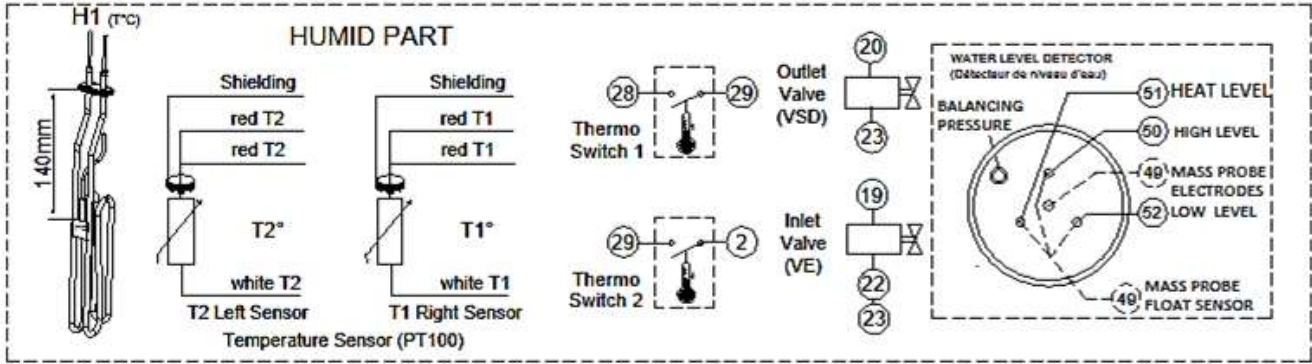 H1 (T°C)
140mm
HUMID PART
Shielding
red T2
red T2
T2°
white T2
T2 Left Sensor
Shielding
red T1
red T1
T1°
white T1
T1 Right Sensor
Temperature Sensor (PT100)
28
29
Thermo
Switch 1
29
2
Thermo
Switch 2
Outlet
Valve
(VSD)
20
23
Inlet
Valve
(VE)
19
22
23
WATER LEVEL DETECTOR
(Détecteur de niveau d'eau)
BALANCING
PRESSURE
51 HEAT LEVEL
50 HIGH LEVEL
49 MASS PROBE
ELECTRODES
52 LOW LEVEL
49 MASS PROBE
FLOAT SENSOR